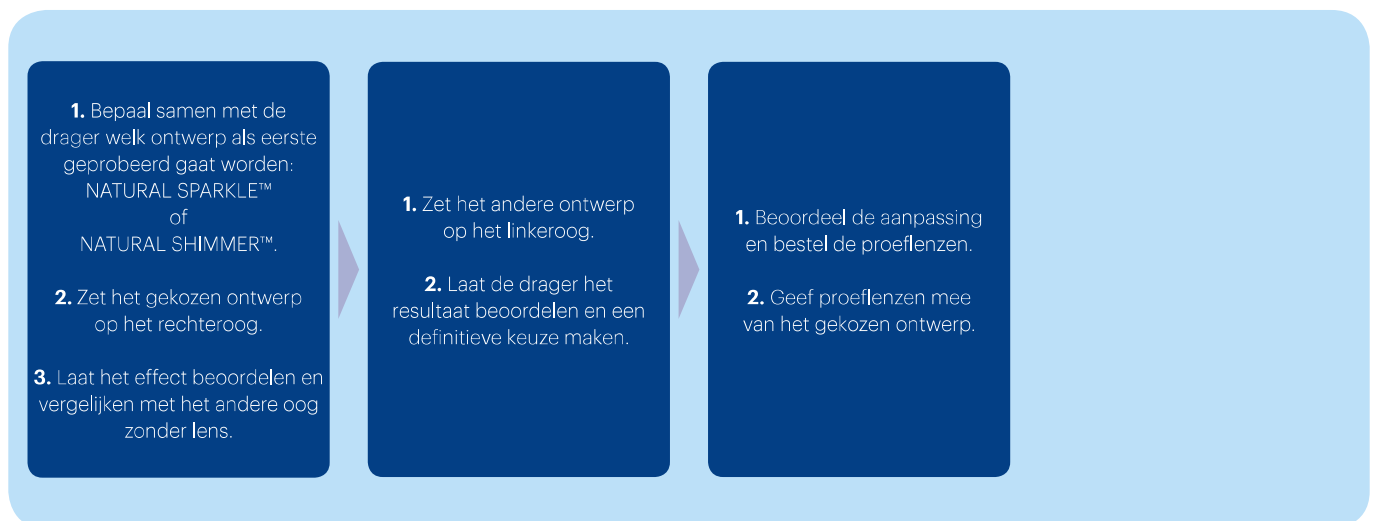 1. Bepaal samen met de
drager welk ontwerp als eerste
geprobeerd gaat worden:
NATURAL SPARKLE™
of
NATURAL SHIMMER™.
2. Zet het gekozen ontwerp
op het rechteroog.
3. Laat het effect beoordelen en
vergelijken met het andere oog
zonder lens.
1. Zet het andere ontwerp
op het linkeroog.
2. Laat de drager het
resultaat beoordelen en een
definitieve keuze maken.
1. Beoordeel de aanpassing
en bestel de proeflenzen.
2. Geef proeflenzen mee
van het gekozen ontwerp.